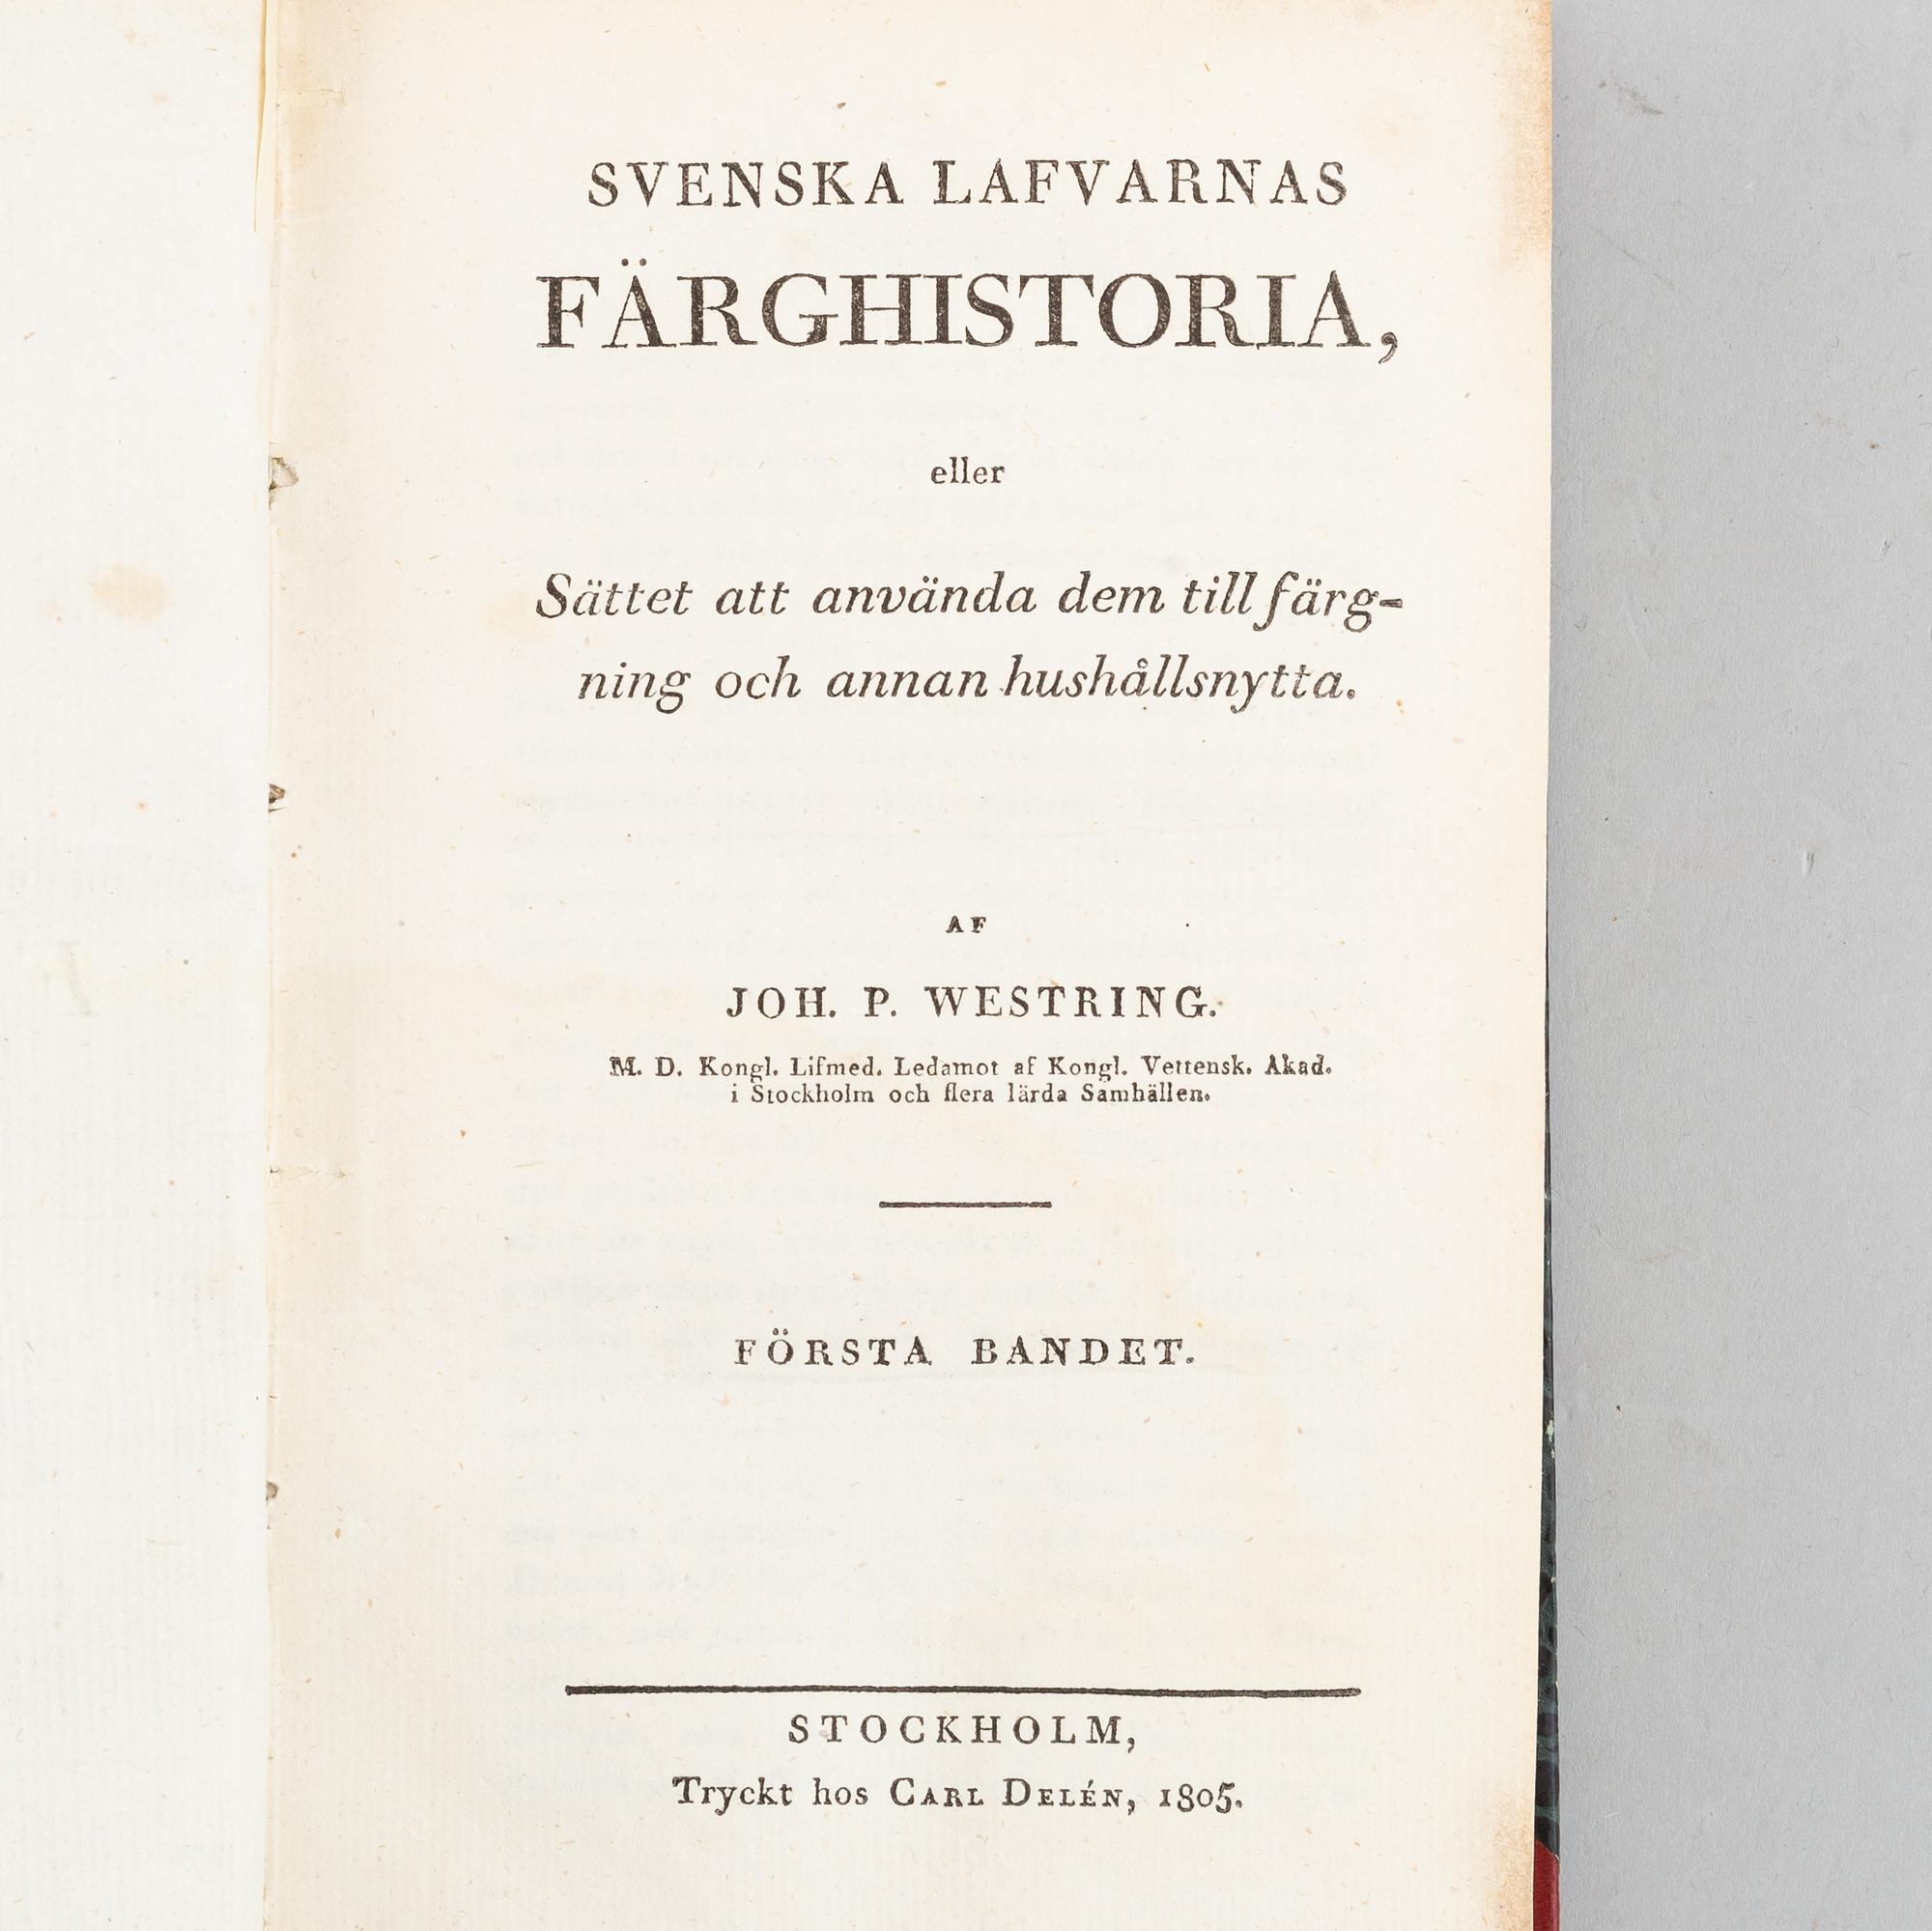 SVENSKA LAFVARNAS
FÄRGHISTORIA,
eller
Sättet att använda dem till färg-
ning och annan hushållsnytta.
AF
JOH. P. WESTRING.
M. D. Kongl. Lifmed. Ledamot af Kongl. Vettensk. Akad.
i Stockholm och flera lärda Samhällen.
FÖRSTA BANDET.
STOCKHOLM,
Tryckt hos CARL DELÉN, 1805.